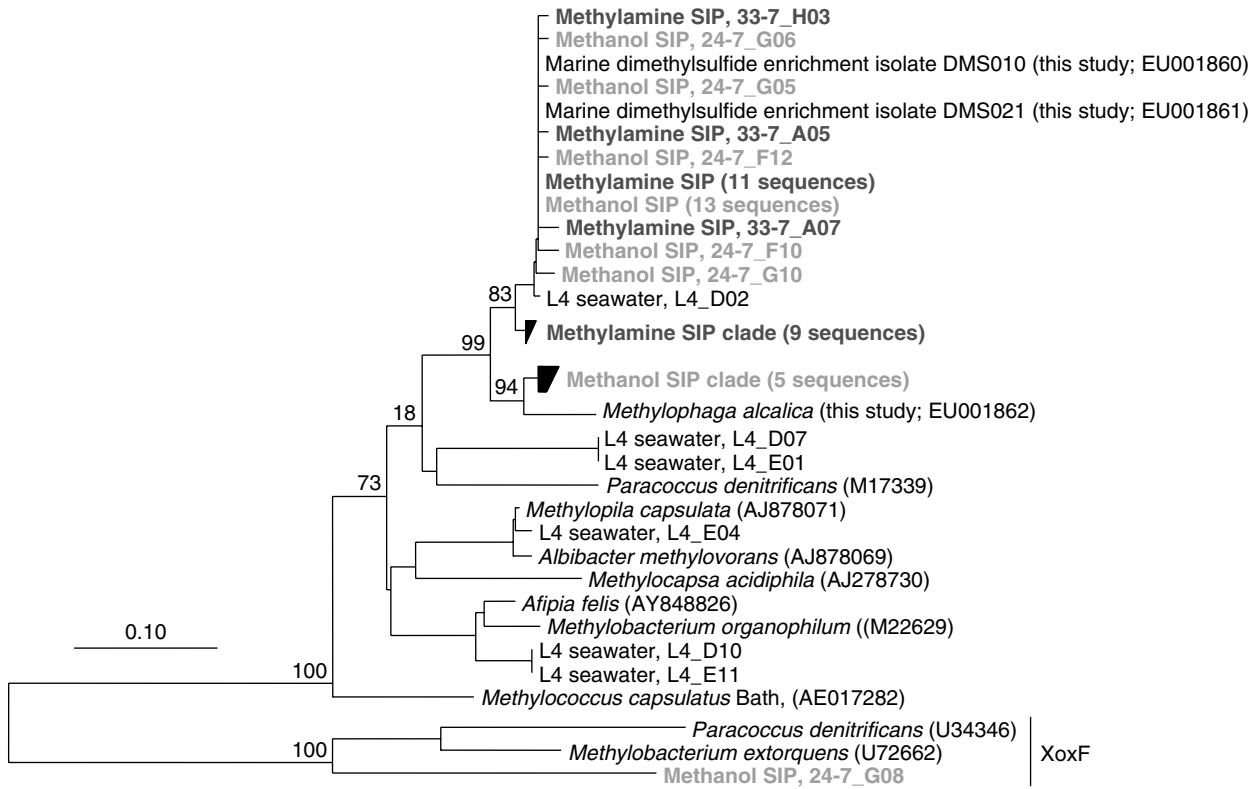 Methylamine SIP, 33-7_H03
Methanol SIP, 24-7_G06
Marine dimethylsulfide enrichment isolate DMS010 (this study; EU001860)
Methanol SIP, 24-7_G05
Marine dimethylsulfide enrichment isolate DMS021 (this study; EU001861)
Methylamine SIP, 33-7_A05
Methanol SIP, 24-7_F12
Methylamine SIP (11 sequences)
Methanol SIP (13 sequences)
Methylamine SIP, 33-7_A07
Methanol SIP, 24-7_F10
Methanol SIP, 24-7_G10
83
L4 seawater, L4_D02
Methylamine SIP clade (9 sequences)
99
Methanol SIP clade (5 sequences)
94
Methylophaga alcalica (this study; EU001862)
18
L4 seawater, L4_D07
L4 seawater, L4_E01
73
Paracoccus denitrificans (M17339)
Methylopila capsulata (AJ878071)
L4 seawater, L4_E04
Albibacter methylovorans (AJ878069)
Methylocapsa acidiphila (AJ278730)
Afipia felis (AY848826)
0.10
Methylobacterium organophilum ((M22629)
L4 seawater, L4_D10
L4 seawater, L4_E11
100
Methylococcus capsulatus Bath, (AE017282)
Paracoccus denitrificans (U34346)
100
Methylobacterium extorquens (U72662)
XoxF
Methanol SIP, 24-7_G08